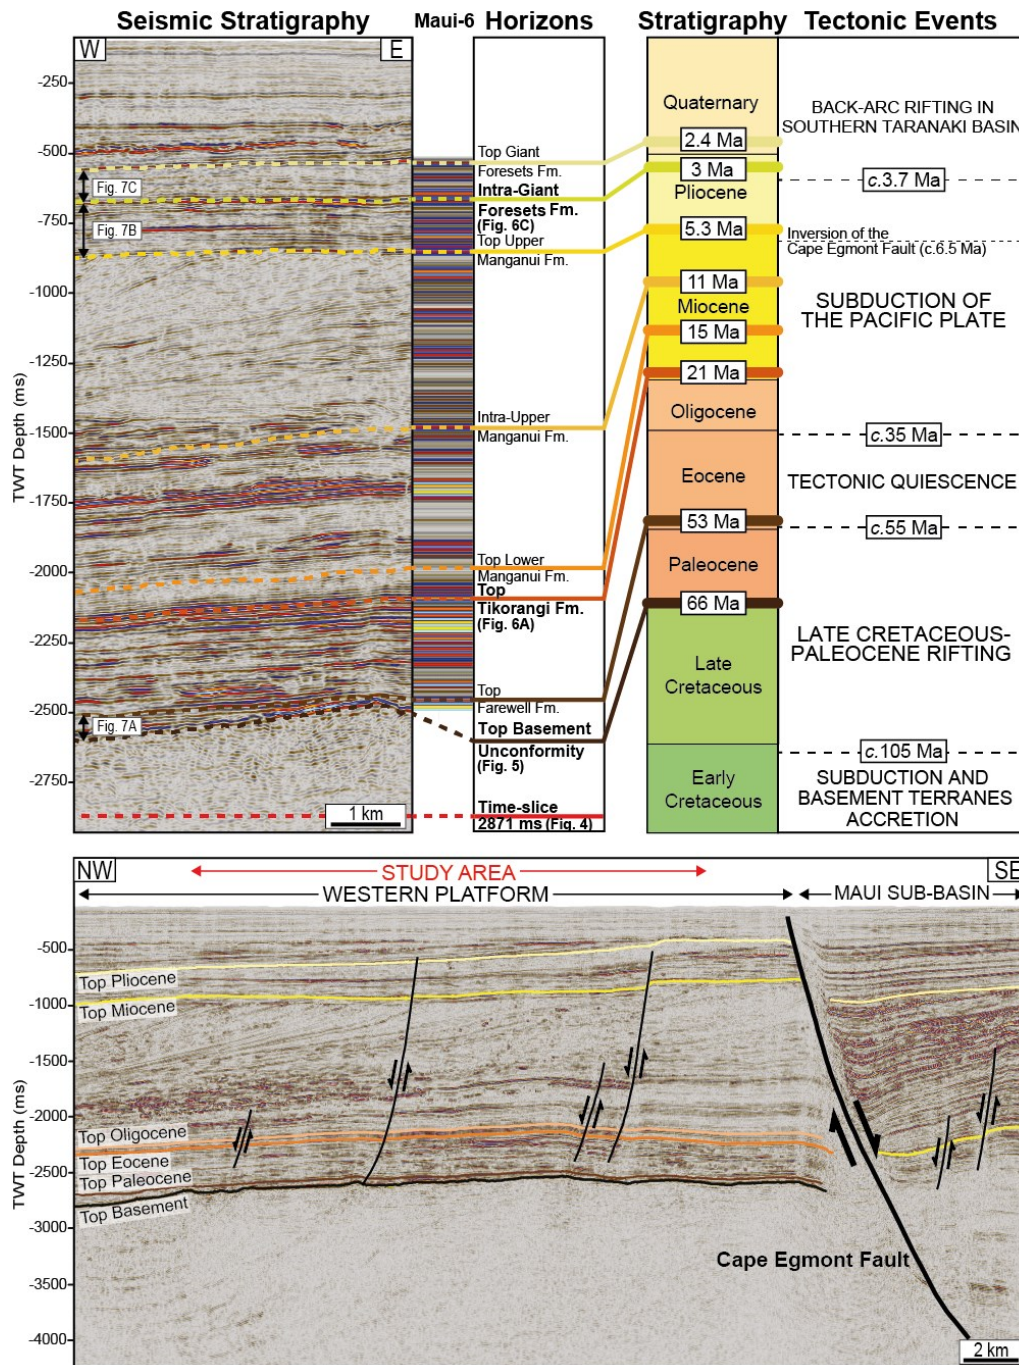 Seismic Stratigraphy
Maui-6
Horizons
Stratigraphy
Tectonic Events
W
E
TWT Depth (ms)
-250
-500
-750
-1000
-1250
-1500
-1750
-2000
-2250
-2500
-2750
Fig. 7C
Fig. 7B
Fig. 7A
1 km
Top Giant
Foresets Fm.
Intra-Giant
Foresets Fm.
(Fig. 6C)
Top Upper
Manganui Fm.
Intra-Upper
Manganui Fm.
Top Lower
Manganui Fm.
Top
Tikorangi Fm.
(Fig. 6A)
Top
Farewell Fm.
Top Basement
Unconformity
(Fig. 5)
Time-slice
2871 ms (Fig. 4)
Quaternary
2.4 Ma
3 Ma
Pliocene
5.3 Ma
11 Ma
Miocene
15 Ma
21 Ma
Oligocene
Eocene
53 Ma
Paleocene
66 Ma
Late
Cretaceous
Early
Cretaceous
BACK-ARC RIFTING IN
SOUTHERN TARANAKI BASIN
c.3.7 Ma
Inversion of the
Cape Egmont Fault (c.6.5 Ma)
SUBDUCTION OF
THE PACIFIC PLATE
c.35 Ma
TECTONIC QUIESCENCE
c.55 Ma
LATE CRETACEOUS-
PALEOCENE RIFTING
c.105 Ma
SUBDUCTION AND
BASEMENT TERRANES
ACCRETION
NW
SE
STUDY AREA
WESTERN PLATFORM
MAUI SUB-BASIN
TWT Depth (ms)
-500
-1000
-1500
-2000
-2500
-3000
-3500
-4000
Top Pliocene
Top Miocene
Top Oligocene
Top Eocene
Top Paleocene
Top Basement
Cape Egmont Fault
2 km